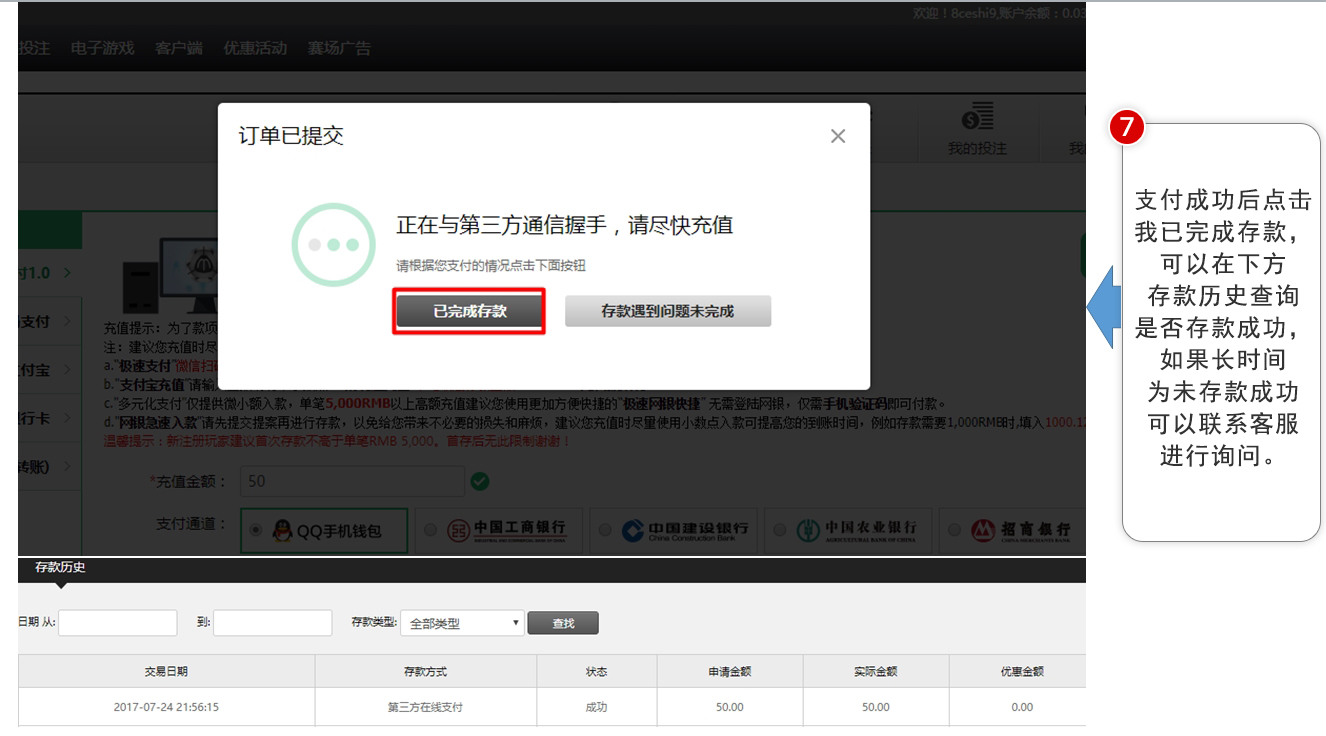 欢迎！8ceshi9,账户余额：0.03
投注 电子游戏 客户端 优惠活动 赛场广告
我的投注
订单已提交
正在与第三方通信握手，请尽快充值
请根据您支付的情况点击下面按钮
已完成存款 存款遇到问题未完成
付1.0
支付
付宝
行卡
转账)
充值提示：为了款项
注：建议您充值时尽
a."极速支付"微信扫码
b."支付宝充值"请输
c."多元化支付"仅提供微小额入款，单笔5,000RMB以上高额充值建议您使用更加方便快捷的"极速网银快捷" 无需登陆网银，仅需手机验证码即可付款。
d."网银急速入款"请先提交提案再进行存款，以免给您带来不必要的损失和麻烦，建议您充值时尽量使用小数点入款可提高您的到账时间，例如存款需要1,000RMB时,填入1000.12
温馨提示：新注册玩家建议首次存款不高于单笔RMB 5,000。首存后无此限制谢谢！
*充值金额： 50
支付通道： QQ手机钱包 中国工商银行 中国建设银行 China Construction Bank 中国农业银行 AGRICULTURAL BANK OF CHINA 招商银行 CHINA MERCHANTS BANK
存款历史
日期 从: 到: 存款类型: 全部类型 查找
交易日期 存款方式 状态 申请金额 实际金额 优惠金额
2017-07-24 21:56:15 第三方在线支付 成功 50.00 50.00 0.00
7
支付成功后点击
我已完成存款，
可以在下方
存款历史查询
是否存款成功，
如果长时间
为未存款成功
可以联系客服
进行询问。